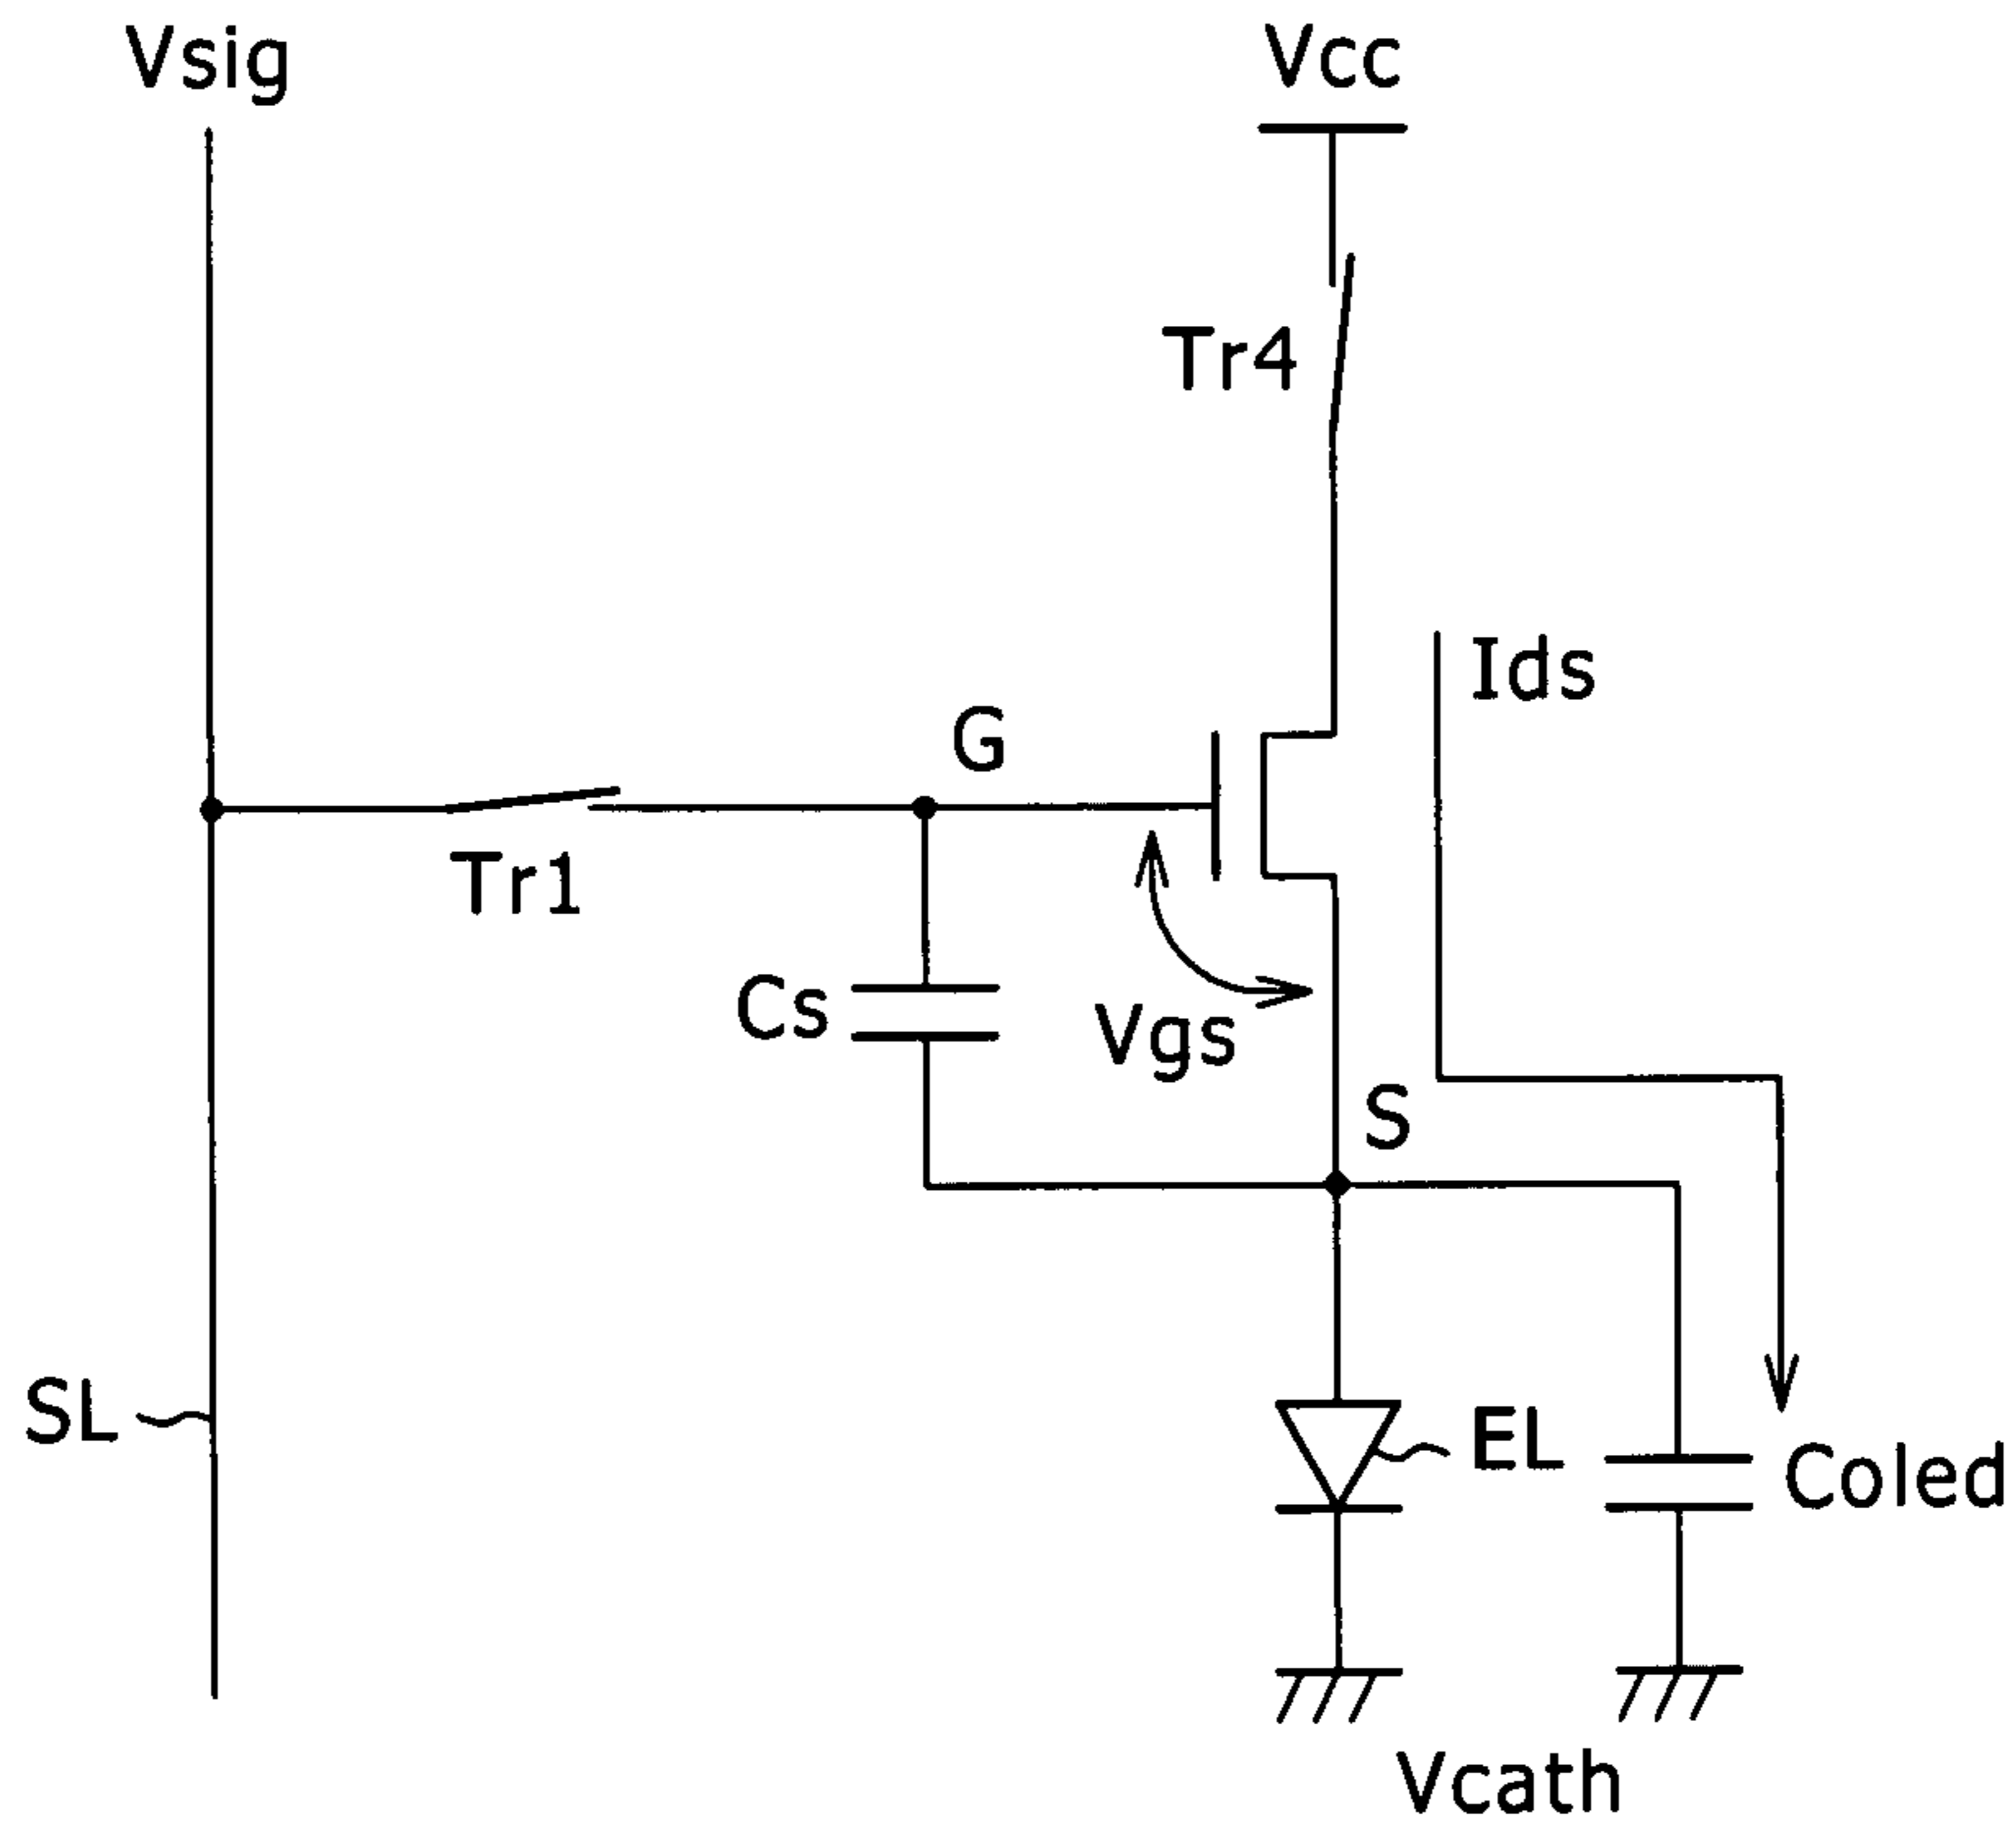 Vsig
Vcc
Tr4
Ids
G
Tr1
Cs
Vgs
S
SL
EL
Coled
Vcath